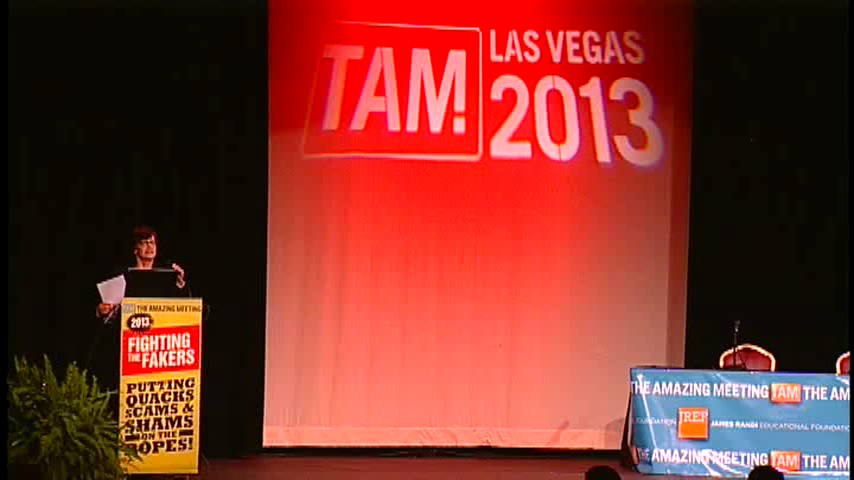 TAM!
LAS VEGAS
2013
THE AMAZING MEETING
2013
FIGHTING
THE FAKERS
PUTTING
QUACKS
SCAMS &
SHAMS
ON THE
ROPES!
THE AMAZING MEETING TAM THE AM
FOUNDATION JREF JAMES RANDI EDUCATIONAL FOUNDATION
THE AMAZING MEETING TAM THE AM